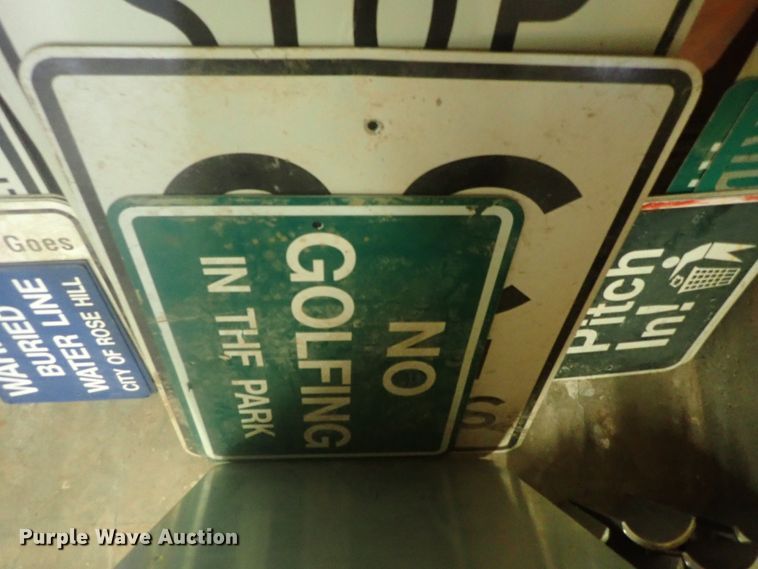 STOP
NO
GOLFING
IN THE PARK
Goes
BURIED
WATER LINE
CITY OF ROSE HILL
Pitch
In!
Purple Wave Auction